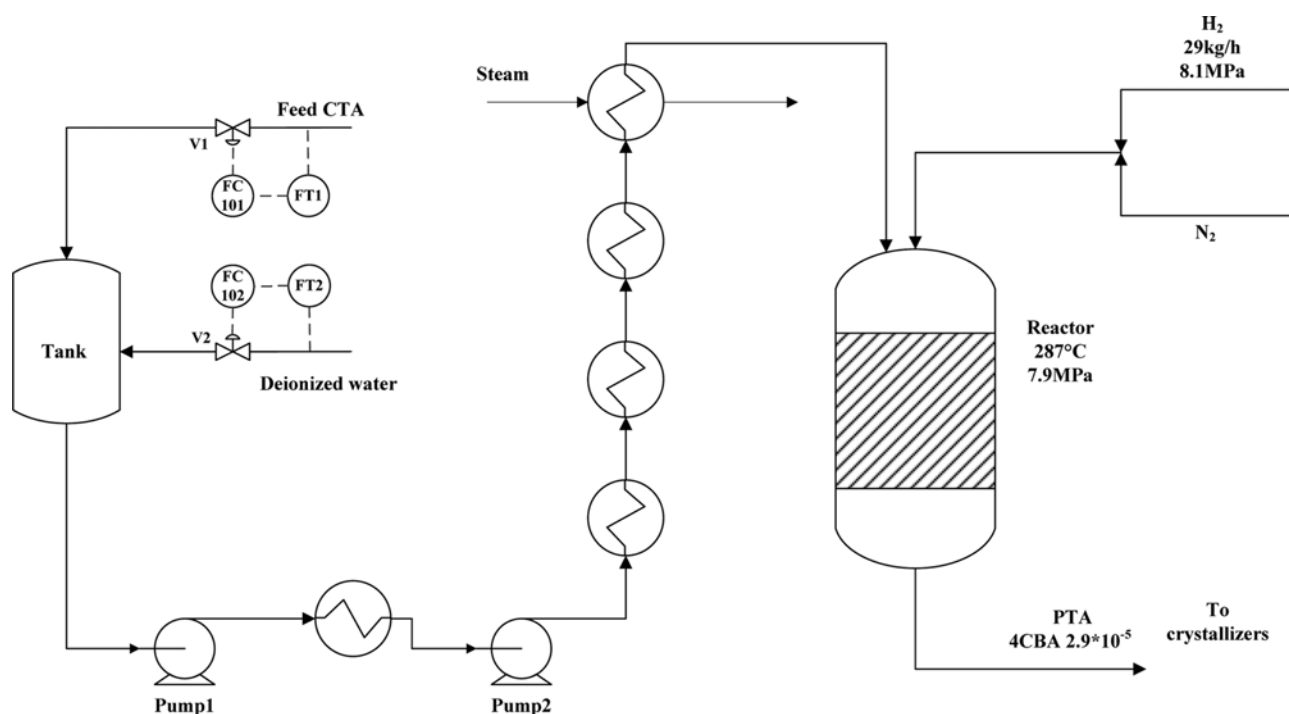 H₂
29kg/h
8.1MPa
Steam
Feed CTA
V1
FC
101
FT1
N₂
FC
102
FT2
V2
Tank
Deionized water
Reactor
287°C
7.9MPa
PTA
4CBA 2.9*10⁻⁵
To
crystallizers
Pump1
Pump2